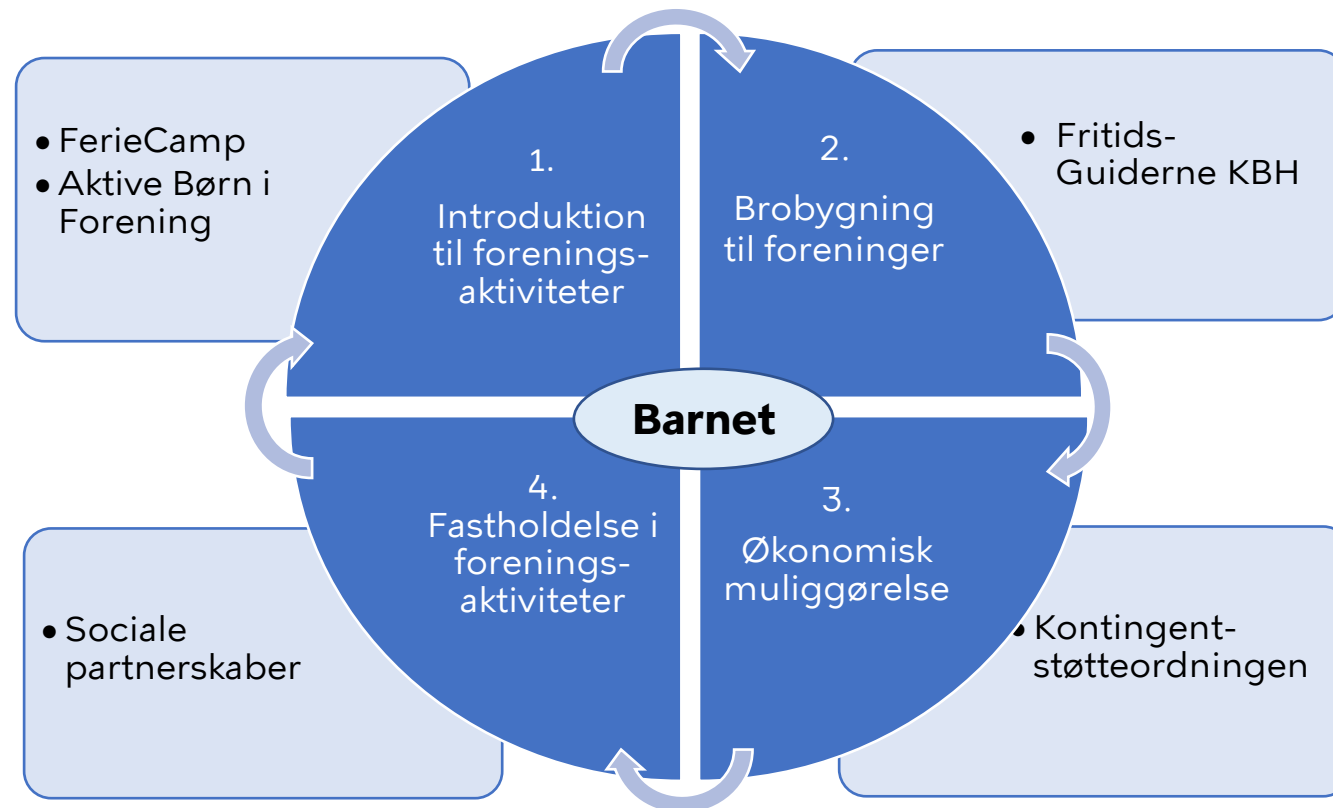 • FerieCamp
• Aktive Børn i
Forening
1.
Introduktion
til forenings-
aktiviteter
2.
Brobygning
til foreninger
• Fritids-
Guiderne KBH
Barnet
4.
Fastholdelse i
forenings-
aktiviteter
3.
Økonomisk
muliggørelse
• Sociale
partnerskaber
• Kontingent-
støtteordningen